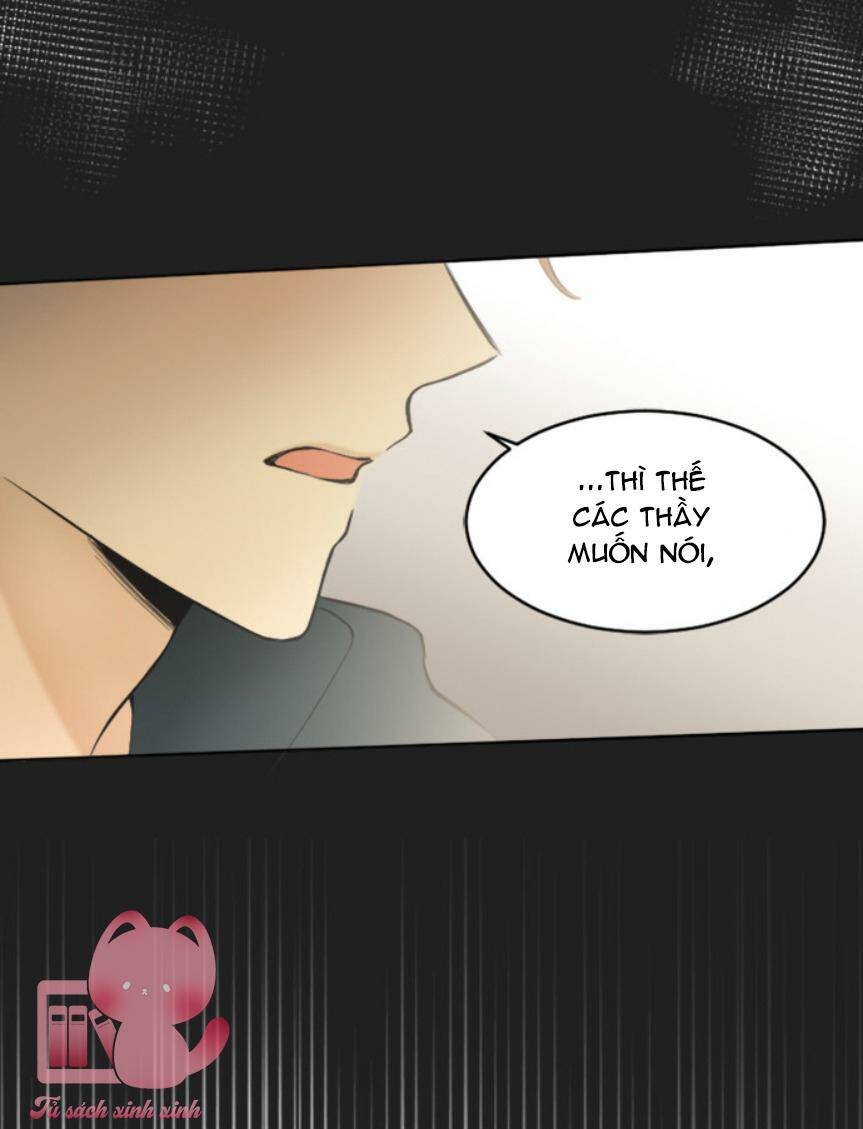 ...THÌ THẾ
CÁC THẦY
MUỐN NÓI,
Tủ sách xinh xinh